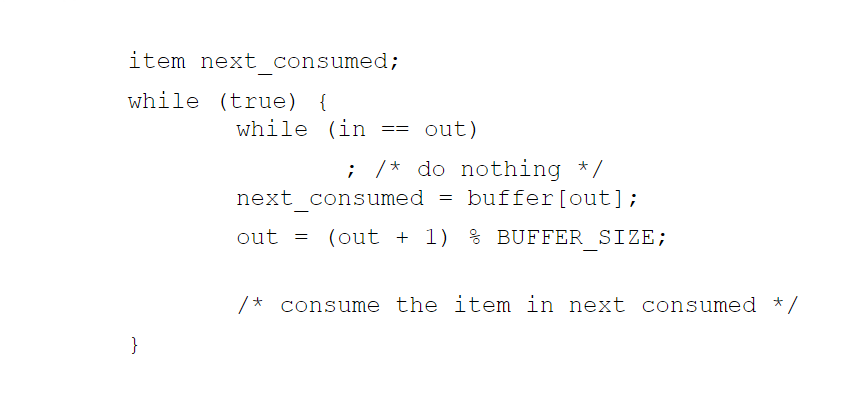 item next_consumed;
while (true) {
while (in == out)
; /* do nothing */
next_consumed = buffer[out];
out = (out + 1) % BUFFER_SIZE;
/* consume the item in next consumed */
}